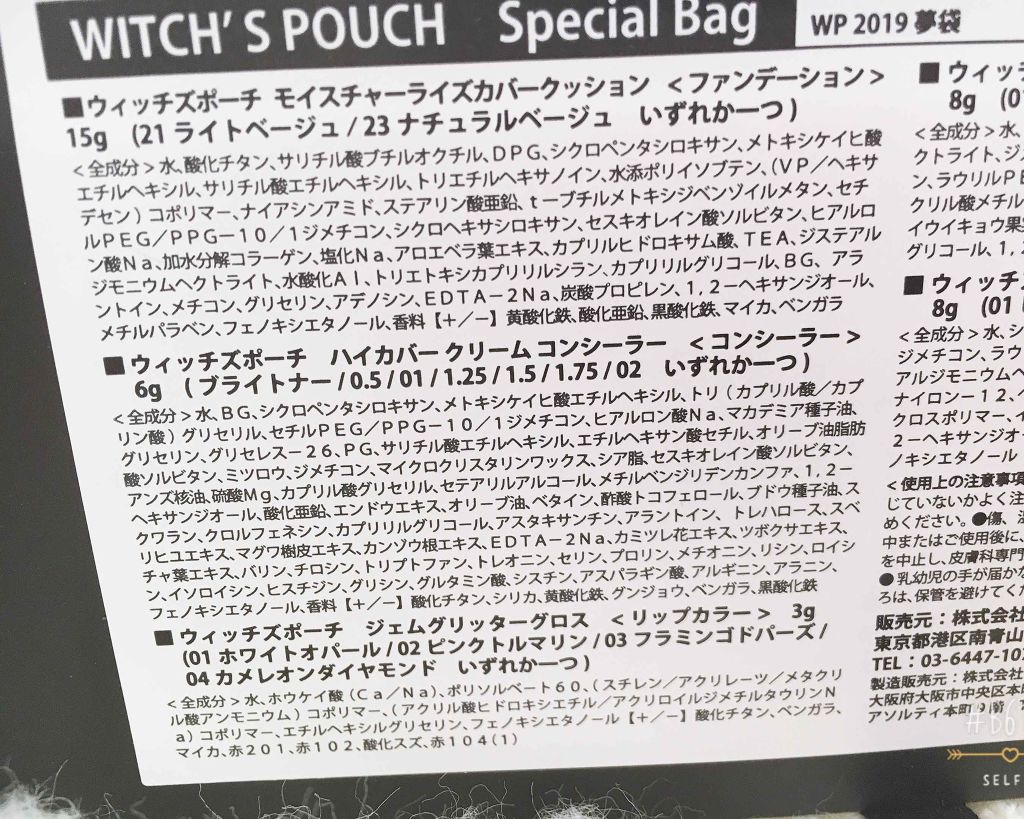 WITCH'S POUCH Special Bag
WP 2019 夢袋
■ウィッチズポーチ モイスチャーライズカバークッション <ファンデーション>
15g (21 ライトベージュ / 23 ナチュラルベージュ いずれか一つ)
<全成分>水、酸化チタン、サリチル酸ブチルオクチル、DPG、シクロペンタシロキサン、メトキシケイヒ酸
エチルヘキシル、サリチル酸エチルヘキシル、トリエチルヘキサノイン、水添ポリイソブテン、(VP/ヘキサ
デセン)コポリマー、ナイアシンアミド、ステアリン酸亜鉛、t-ブチルメトキシジベンゾイルメタン、セチ
ルPEG/PPG-10/1ジメチコン、シクロヘキサシロキサン、セスキオレイン酸ソルビタン、ヒアルロ
ン酸Na、加水分解コラーゲン、塩化Na、アロエベラ葉エキス、カプリルヒドロキサム酸、TEA、ジステアル
ジモニウムヘクトライト、水酸化Al、トリエトキシカプリリルシラン、カプリリルグリコール、BG、アラ
ントイン、メチコン、グリセリン、アデノシン、EDTA-2Na、炭酸プロピレン、1,2-ヘキサンジオール、
メチルパラベン、フェノキシエタノール、香料【+/-】黄酸化鉄、酸化亜鉛、黒酸化鉄、マイカ、ベンガラ
■ウィッチズポーチ ハイカバー クリーム コンシーラー <コンシーラー>
6g (ブライトナー / 0.5 / 01 / 1.25 / 1.5 / 1.75 / 02 いずれか一つ)
<全成分>水、BG、シクロペンタシロキサン、メトキシケイヒ酸エチルヘキシル、トリ(カプリル酸/カプ
リン酸)グリセリル、セチルPEG/PPG-10/1ジメチコン、ヒアルロン酸Na、マカデミア種子油、
グリセリン、グリセレス-26、PG、サリチル酸エチルヘキシル、エチルヘキサン酸セチル、オリーブ油脂肪
酸ソルビタン、ミツロウ、ジメチコン、マイクロクリスタリンワックス、シア脂、セスキオレイン酸ソルビタン、
アンズ核油、硫酸Mg、カプリル酸グリセリル、セテアリルアルコール、メチルベンジリデンカンファ、1,2-
ヘキサンジオール、酸化亜鉛、エンドウエキス、オリーブ油、ベタイン、酢酸トコフェロール、ブドウ種子油、ス
クワラン、クロルフェネシン、カプリリルグリコール、アスタキサンチン、アラントイン、トレハロース、スベ
リヒユエキス、マグワ樹皮エキス、カンゾウ根エキス、EDTA-2Na、カミツレ花エキス、ツボクサエキス、
チャ葉エキス、バリン、チロシン、トリプトファン、トレオニン、セリン、プロリン、メチオニン、リシン、ロイシ
ン、イソロイシン、ヒスチジン、グリシン、グルタミン酸、シスチン、アスパラギン酸、アルギニン、アラニン、
フェノキシエタノール、香料【+/-】酸化チタン、シリカ、黄酸化鉄、グンジョウ、ベンガラ、黒酸化鉄
■ウィッチズポーチ ジェムグリッターグロス <リップカラー> 3g
(01 ホワイトオパール / 02 ピンクトルマリン / 03 フラミンゴドパーズ /
04 カメレオンダイヤモンド いずれか一つ)
<全成分>水、ホウケイ酸(Ca/Na)、ポリソルベート60、(スチレン/アクリレーツ/メタクリ
ル酸アンモニウム)コポリマー、(アクリル酸ヒドロキシエチル/アクリロイルジメチルタウリンN
a)コポリマー、エチルヘキシルグリセリン、フェノキシエタノール【+/-】酸化チタン、ベンガラ、
マイカ、赤201、赤102、酸化スズ、赤104(1)
■ウィッチ
8g (0
<全成分>水、
クトライト、ジ
ン、ラウリルPE
クリル酸メチル
イウイキョウ果
グリコール、1,
■ウィッチ
8g (01
<全成分>水、シ
ジメチコン、ラウ
アルジモニウムヘ
ナイロン-12、
クロスポリマー、イ
2-ヘキサンジオ
ノキシエタノール
<使用上の注意事項
じていないかよく注
めください。●傷、
中またはご使用後に、
を中止し、皮膚科専門
●乳幼児の手が届かな
ろは、保管を避けてく
販売元:株式会社
東京都港区南青山
TEL:03-6447-10
製造販売元:株式会社
大阪府大阪市中央区本
アソルティ本町9階
SELF